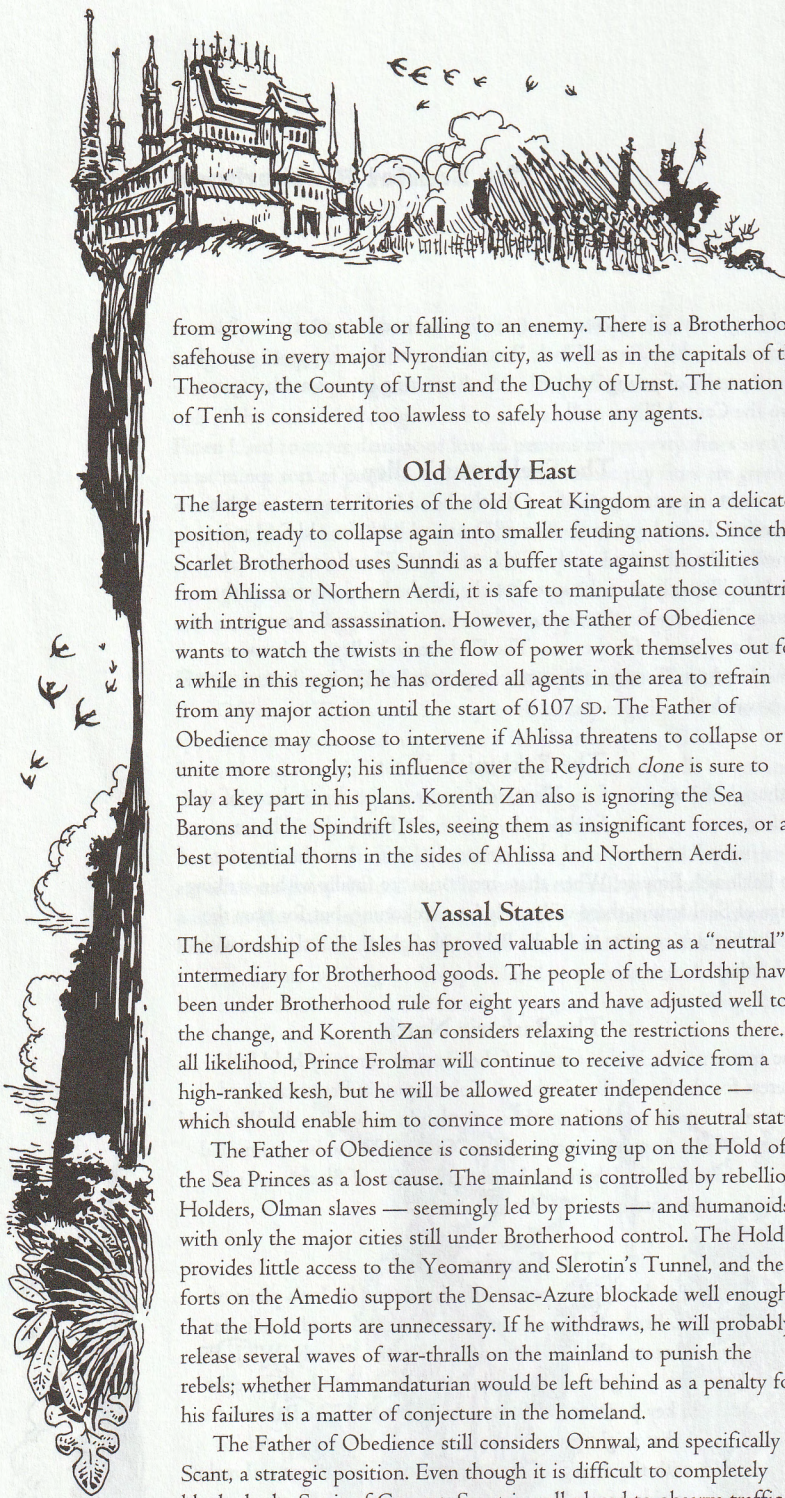 from growing too stable or falling to an enemy. There is a Brotherhoo
safehouse in every major Nyrondian city, as well as in the capitals of t
Theocracy, the County of Urnst and the Duchy of Urnst. The nation
of Tenh is considered too lawless to safely house any agents.
Old Aerdy East
The large eastern territories of the old Great Kingdom are in a delicat
position, ready to collapse again into smaller feuding nations. Since th
Scarlet Brotherhood uses Sunndi as a buffer state against hostilities
from Ahlissa or Northern Aerdi, it is safe to manipulate those countri
with intrigue and assassination. However, the Father of Obedience
wants to watch the twists in the flow of power work themselves out f
a while in this region; he has ordered all agents in the area to refrain
from any major action until the start of 6107 SD. The Father of
Obedience may choose to intervene if Ahlissa threatens to collapse or
unite more strongly; his influence over the Reydrich clone is sure to
play a key part in his plans. Korenth Zan also is ignoring the Sea
Barons and the Spindrift Isles, seeing them as insignificant forces, or a
best potential thorns in the sides of Ahlissa and Northern Aerdi.
Vassal States
The Lordship of the Isles has proved valuable in acting as a “neutral”
intermediary for Brotherhood goods. The people of the Lordship hav
been under Brotherhood rule for eight years and have adjusted well to
the change, and Korenth Zan considers relaxing the restrictions there.
all likelihood, Prince Frolmar will continue to receive advice from a
high-ranked kesh, but he will be allowed greater independence —
which should enable him to convince more nations of his neutral stat
The Father of Obedience is considering giving up on the Hold of
the Sea Princes as a lost cause. The mainland is controlled by rebellio
Holders, Olman slaves — seemingly led by priests — and humanoids
with only the major cities still under Brotherhood control. The Hold
provides little access to the Yeomanry and Slerotin's Tunnel, and the
forts on the Amedio support the Densac-Azure blockade well enough
that the Hold ports are unnecessary. If he withdraws, he will probabl
release several waves of war-thralls on the mainland to punish the
rebels; whether Hammandaturian would be left behind as a penalty fo
his failures is a matter of conjecture in the homeland.
The Father of Obedience still considers Onnwal, and specifically
Scant, a strategic position. Even though it is difficult to completely